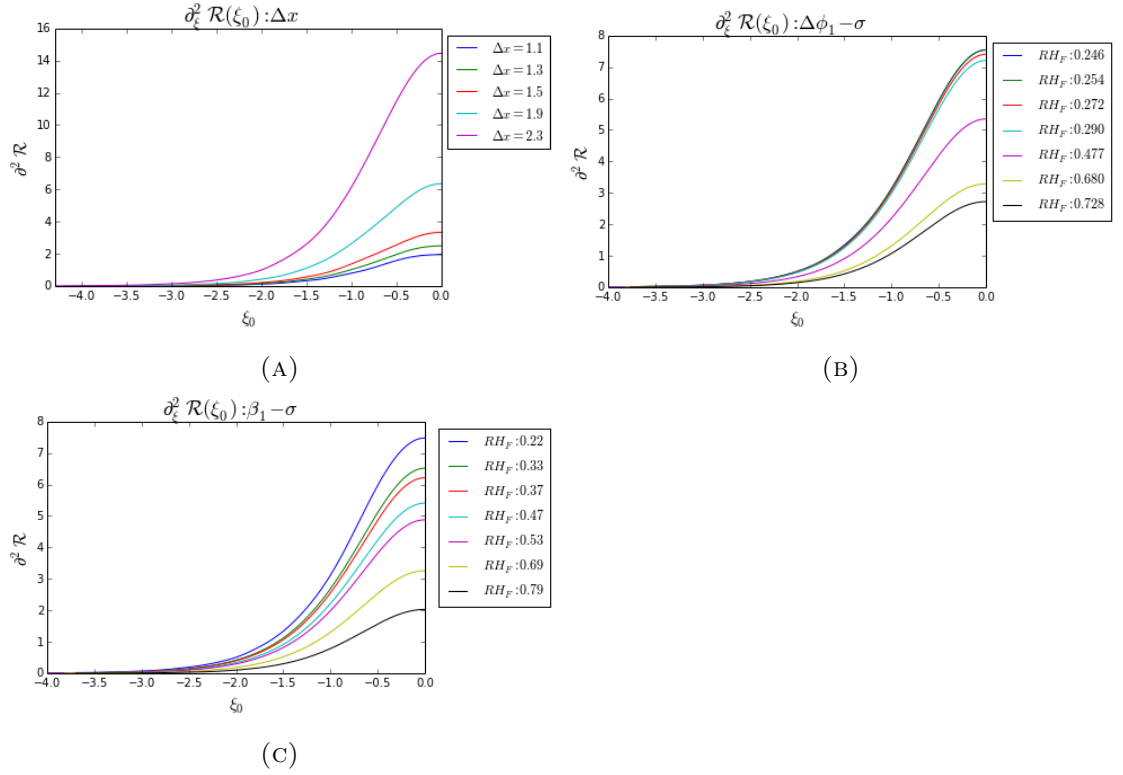 ∂²_ξ R(ξ₀):Δx
16
14
12
10
8
6
4
2
0
∂² R
−4.0 −3.5 −3.0 −2.5 −2.0 −1.5 −1.0 −0.5 0.0
ξ₀
Δx=1.1
Δx=1.3
Δx=1.5
Δx=1.9
Δx=2.3
(A)
∂²_ξ R(ξ₀):Δϕ₁−σ
8
7
6
5
4
3
2
1
0
∂² R
−4.0 −3.5 −3.0 −2.5 −2.0 −1.5 −1.0 −0.5 0.0
ξ₀
RH_F:0.246
RH_F:0.254
RH_F:0.272
RH_F:0.290
RH_F:0.477
RH_F:0.680
RH_F:0.728
(B)
∂²_ξ R(ξ₀):β₁−σ
8
7
6
5
4
3
2
1
0
∂² R
−4.0 −3.5 −3.0 −2.5 −2.0 −1.5 −1.0 −0.5 0.0
ξ₀
RH_F:0.22
RH_F:0.33
RH_F:0.37
RH_F:0.47
RH_F:0.53
RH_F:0.69
RH_F:0.79
(C)